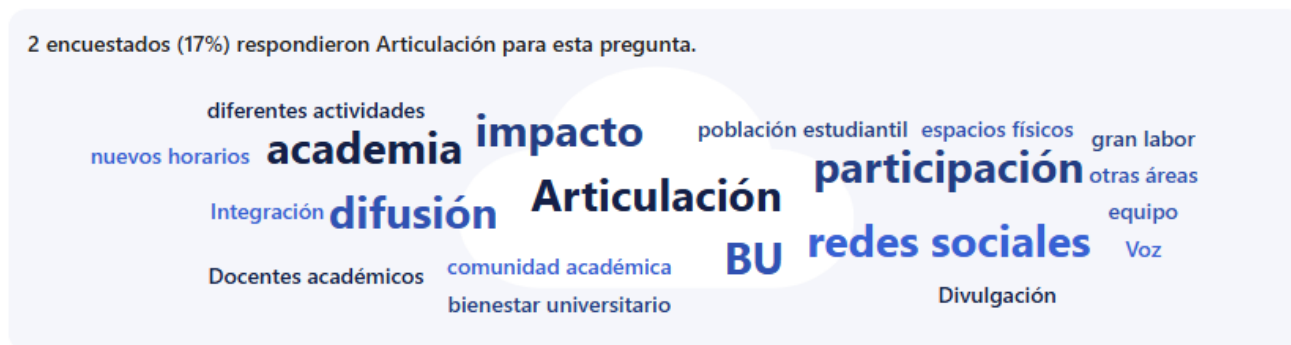 2 encuestados (17%) respondieron Articulación para esta pregunta.
diferentes actividades
nuevos horarios
academia
impacto
población estudiantil
espacios físicos
gran labor
participación
otras áreas
Integración
difusión
Articulación
equipo
BU
redes sociales
Voz
Docentes académicos
comunidad académica
bienestar universitario
Divulgación